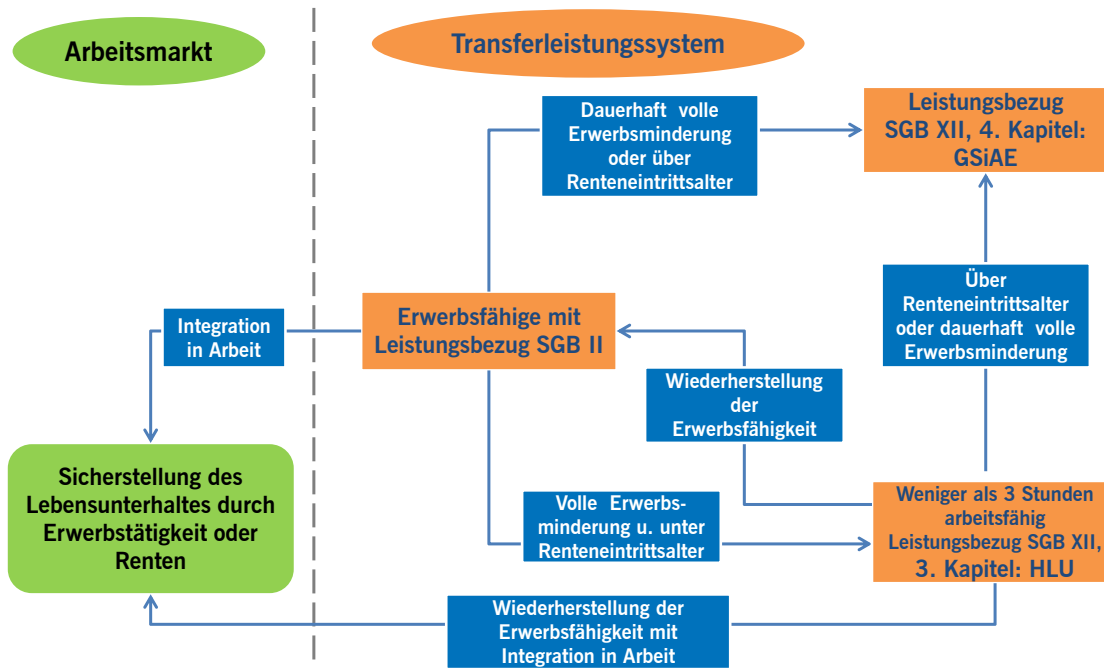 Arbeitsmarkt
Transferleistungssystem
Dauerhaft volle
Erwerbsminderung
oder über
Renteneintrittsalter
Leistungsbezug
SGB XII, 4. Kapitel:
GSiAE
Über
Renteneintrittsalter
oder dauerhaft volle
Erwerbsminderung
Integration
in Arbeit
Erwerbsfähige mit
Leistungsbezug SGB II
Wiederherstellung
der
Erwerbsfähigkeit
Sicherstellung des
Lebensunterhaltes durch
Erwerbstätigkeit oder
Renten
Volle Erwerbs-
minderung u. unter
Renteneintrittsalter
Weniger als 3 Stunden
arbeitsfähig
Leistungsbezug SGB XII,
3. Kapitel: HLU
Wiederherstellung der
Erwerbsfähigkeit mit
Integration in Arbeit